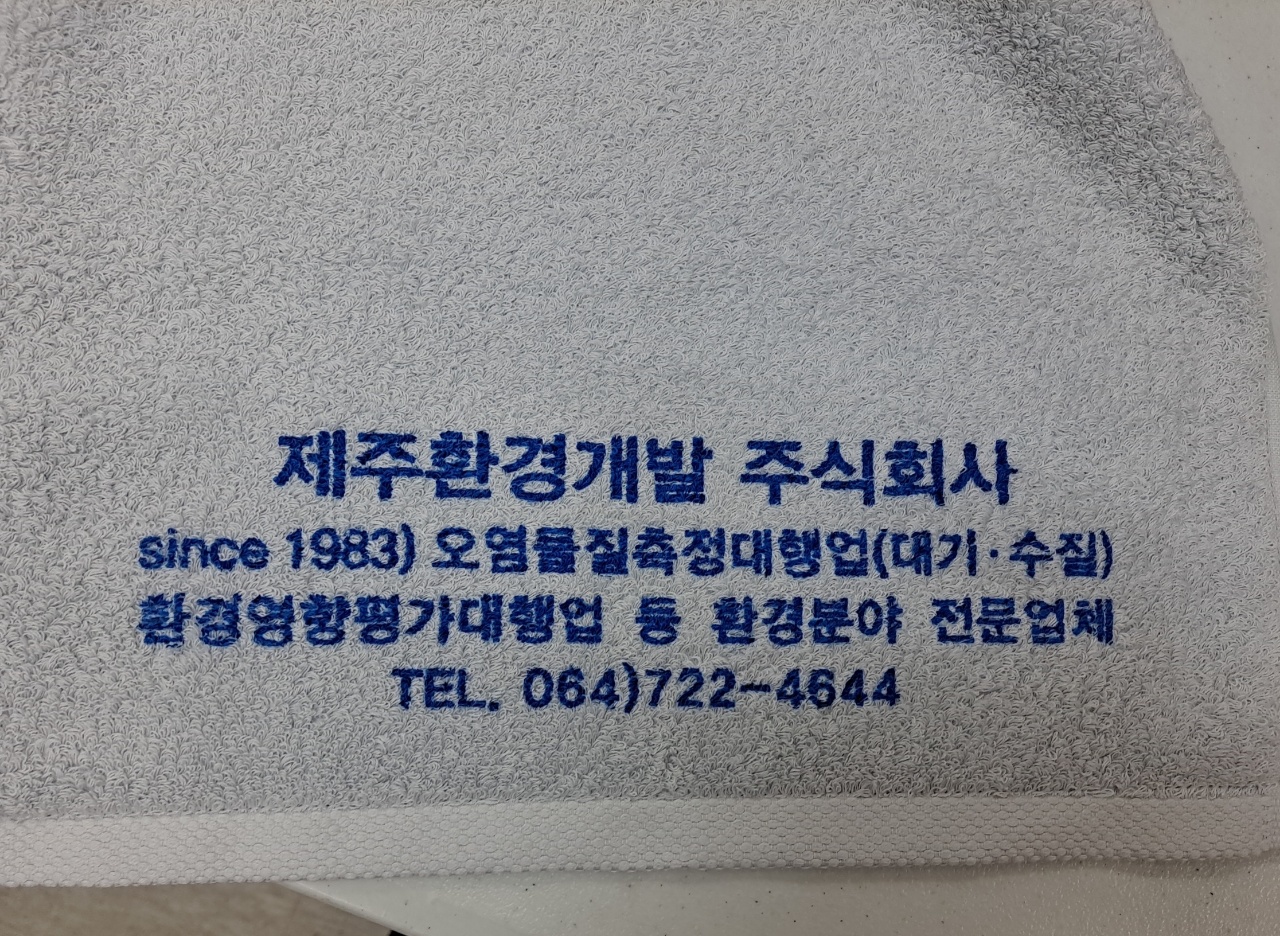 제주환경개발 주식회사
since 1983) 오염물질측정대행업(대기·수질)
환경영향평가대행업 등 환경분야 전문업체
TEL. 064)722-4644